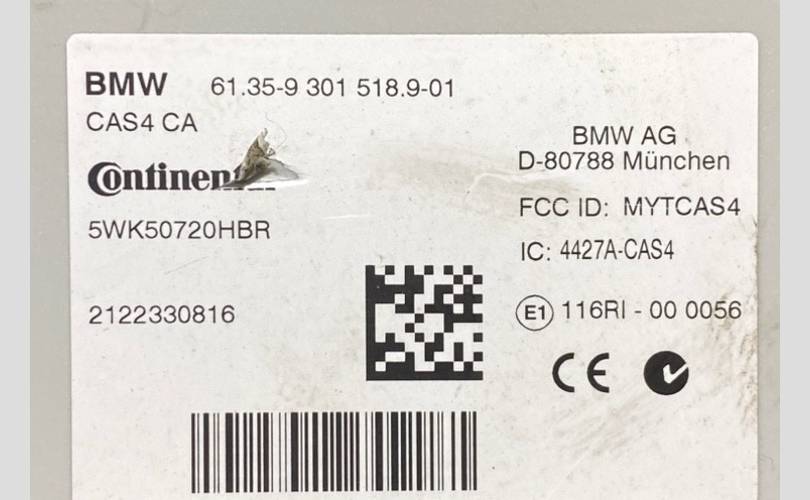 BMW 61.35-9 301 518.9-01
CAS4 CA
5WK50720HBR
2122330816
BMW AG
D-80788 München
FCC ID: MYTCAS4
IC: 4427A-CAS4
E1 116RI - 00 0056
CE